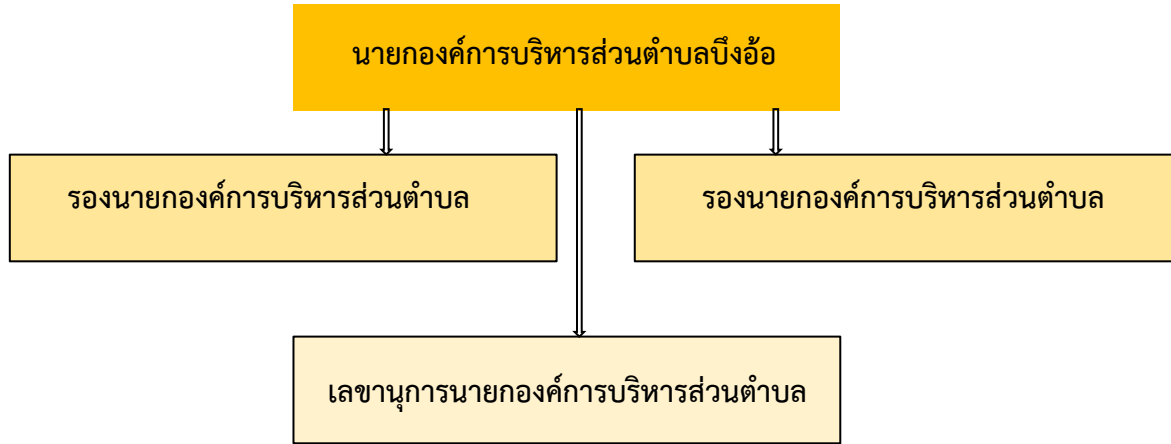 นายกองค์การบริหารส่วนตำบลบึงอ้อ
รองนายกองค์การบริหารส่วนตำบล
รองนายกองค์การบริหารส่วนตำบล
เลขานุการนายกองค์การบริหารส่วนตำบล